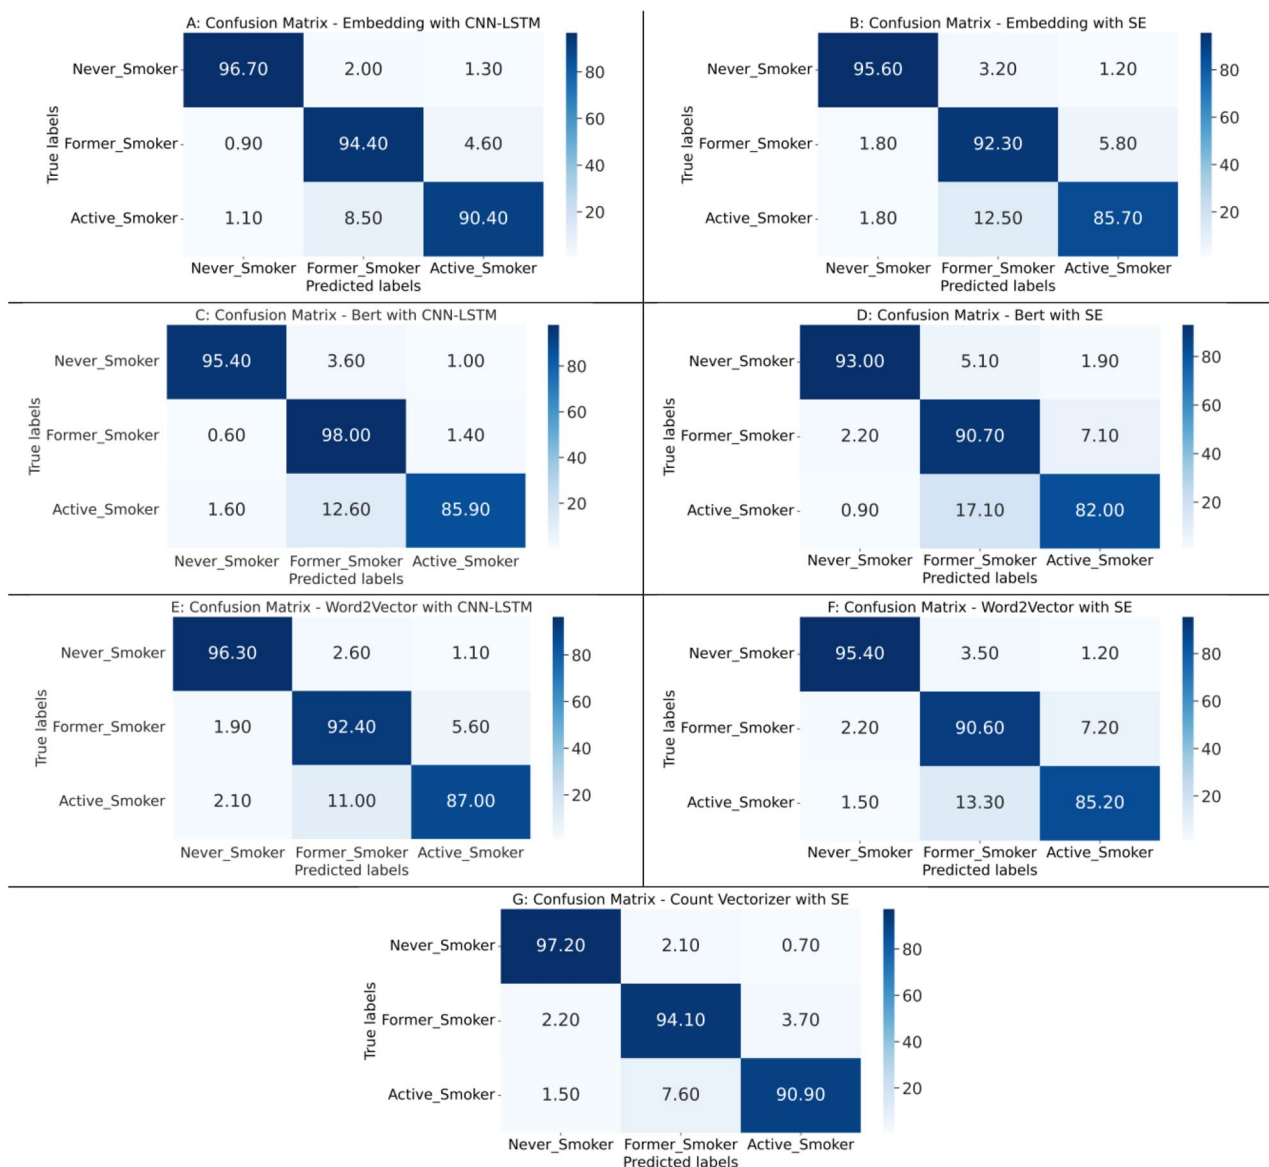 A: Confusion Matrix - Embedding with CNN-LSTM
True labels
Never_Smoker 96.70 2.00 1.30
Former_Smoker 0.90 94.40 4.60
Active_Smoker 1.10 8.50 90.40
Never_Smoker Former_Smoker Active_Smoker
Predicted labels
80
60
40
20
B: Confusion Matrix - Embedding with SE
True labels
Never_Smoker 95.60 3.20 1.20
Former_Smoker 1.80 92.30 5.80
Active_Smoker 1.80 12.50 85.70
Never_Smoker Former_Smoker Active_Smoker
Predicted labels
80
60
40
20
C: Confusion Matrix - Bert with CNN-LSTM
True labels
Never_Smoker 95.40 3.60 1.00
Former_Smoker 0.60 98.00 1.40
Active_Smoker 1.60 12.60 85.90
Never_Smoker Former_Smoker Active_Smoker
Predicted labels
80
60
40
20
D: Confusion Matrix - Bert with SE
True labels
Never_Smoker 93.00 5.10 1.90
Former_Smoker 2.20 90.70 7.10
Active_Smoker 0.90 17.10 82.00
Never_Smoker Former_Smoker Active_Smoker
Predicted labels
80
60
40
20
E: Confusion Matrix - Word2Vector with CNN-LSTM
True labels
Never_Smoker 96.30 2.60 1.10
Former_Smoker 1.90 92.40 5.60
Active_Smoker 2.10 11.00 87.00
Never_Smoker Former_Smoker Active_Smoker
Predicted labels
80
60
40
20
F: Confusion Matrix - Word2Vector with SE
True labels
Never_Smoker 95.40 3.50 1.20
Former_Smoker 2.20 90.60 7.20
Active_Smoker 1.50 13.30 85.20
Never_Smoker Former_Smoker Active_Smoker
Predicted labels
80
60
40
20
G: Confusion Matrix - Count Vectorizer with SE
True labels
Never_Smoker 97.20 2.10 0.70
Former_Smoker 2.20 94.10 3.70
Active_Smoker 1.50 7.60 90.90
Never_Smoker Former_Smoker Active_Smoker
Predicted labels
80
60
40
20